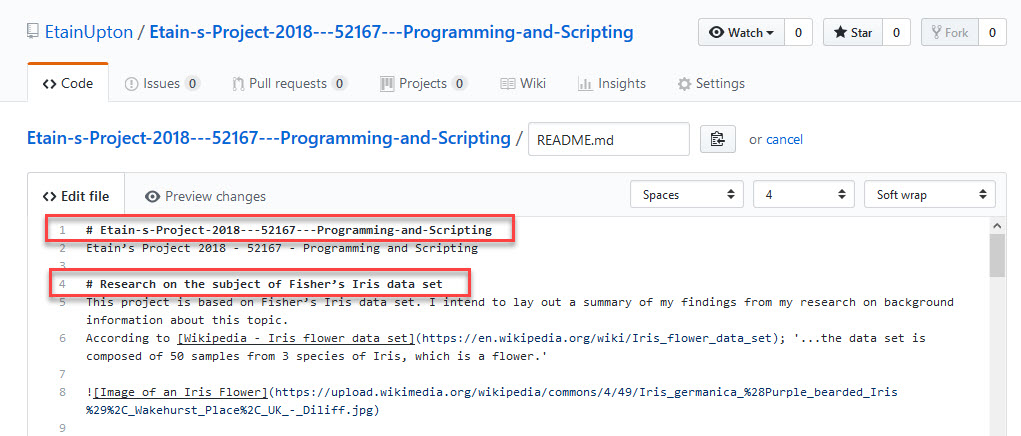 EtainUpton / Etain-s-Project-2018---52167---Programming-and-Scripting
Watch 0 Star 0 Fork 0
Code Issues 0 Pull requests 0 Projects 0 Wiki Insights Settings
Etain-s-Project-2018---52167---Programming-and-Scripting / README.md or cancel
Edit file Preview changes Spaces 4 Soft wrap
1 # Etain-s-Project-2018---52167---Programming-and-Scripting
2 Etain’s Project 2018 - 52167 - Programming and Scripting
3
4 # Research on the subject of Fisher’s Iris data set
5 This project is based on Fisher’s Iris data set. I intend to lay out a summary of my findings from my research on background
information about this topic.
6 According to [Wikipedia - Iris flower data set](https://en.wikipedia.org/wiki/Iris_flower_data_set); '...the data set is
composed of 50 samples from 3 species of Iris, which is a flower.'
7
8 ![Image of an Iris Flower](https://upload.wikimedia.org/wikipedia/commons/4/49/Iris_germanica_%28Purple_bearded_Iris
%29%2C_Wakehurst_Place%2C_UK_-_Diliff.jpg)
9